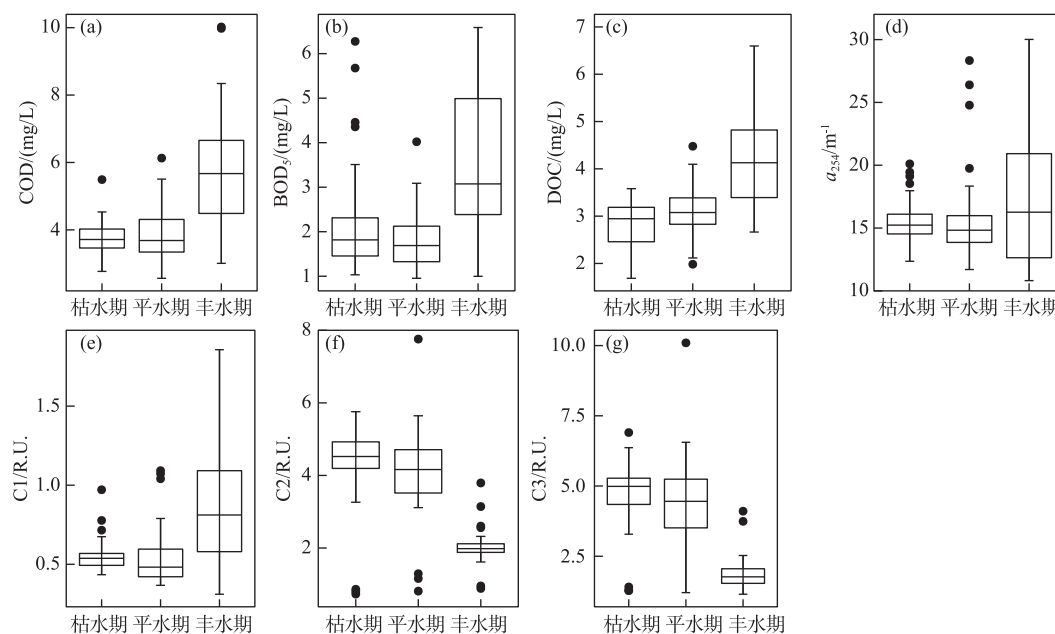 (a)
COD/(mg/L)
10
8
6
4
枯水期 平水期 丰水期
(b)
BOD₅/(mg/L)
6
5
4
3
2
1
枯水期 平水期 丰水期
(c)
DOC/(mg/L)
7
6
5
4
3
2
枯水期 平水期 丰水期
(d)
a₂₅₄/m⁻¹
30
25
20
15
10
枯水期 平水期 丰水期
(e)
C1/R.U.
1.5
1.0
0.5
枯水期 平水期 丰水期
(f)
C2/R.U.
8
6
4
2
枯水期 平水期 丰水期
(g)
C3/R.U.
10.0
7.5
5.0
2.5
枯水期 平水期 丰水期